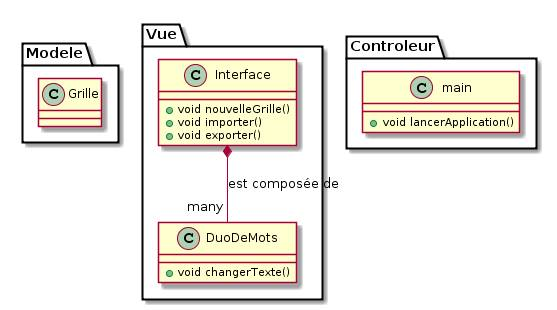 Modele
C Grille
Vue
C Interface
void nouvelleGrille()
void importer()
void exporter()
est composée de
many
C DuoDeMots
void changerTexte()
Controleur
C main
void lancerApplication()